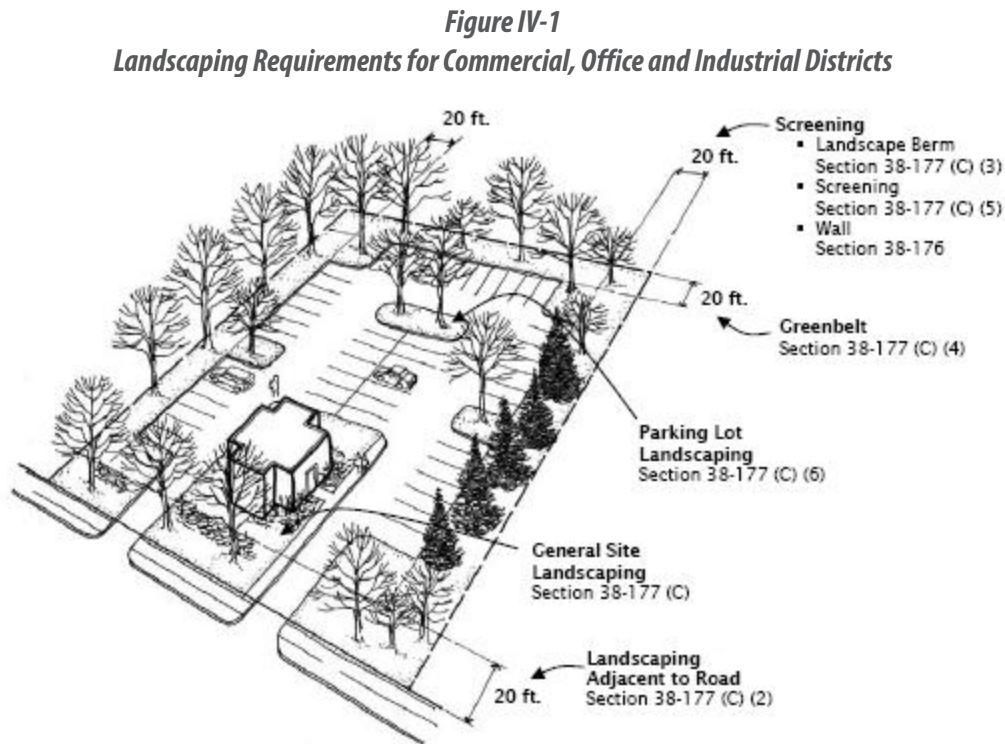 Figure IV-1
Landscaping Requirements for Commercial, Office and Industrial Districts
20 ft.
20 ft.
Screening
▪ Landscape Berm
Section 38-177 (C) (3)
▪ Screening
Section 38-177 (C) (5)
▪ Wall
Section 38-176
20 ft.
Greenbelt
Section 38-177 (C) (4)
Parking Lot
Landscaping
Section 38-177 (C) (6)
General Site
Landscaping
Section 38-177 (C)
Landscaping
Adjacent to Road
Section 38-177 (C) (2)
20 ft.